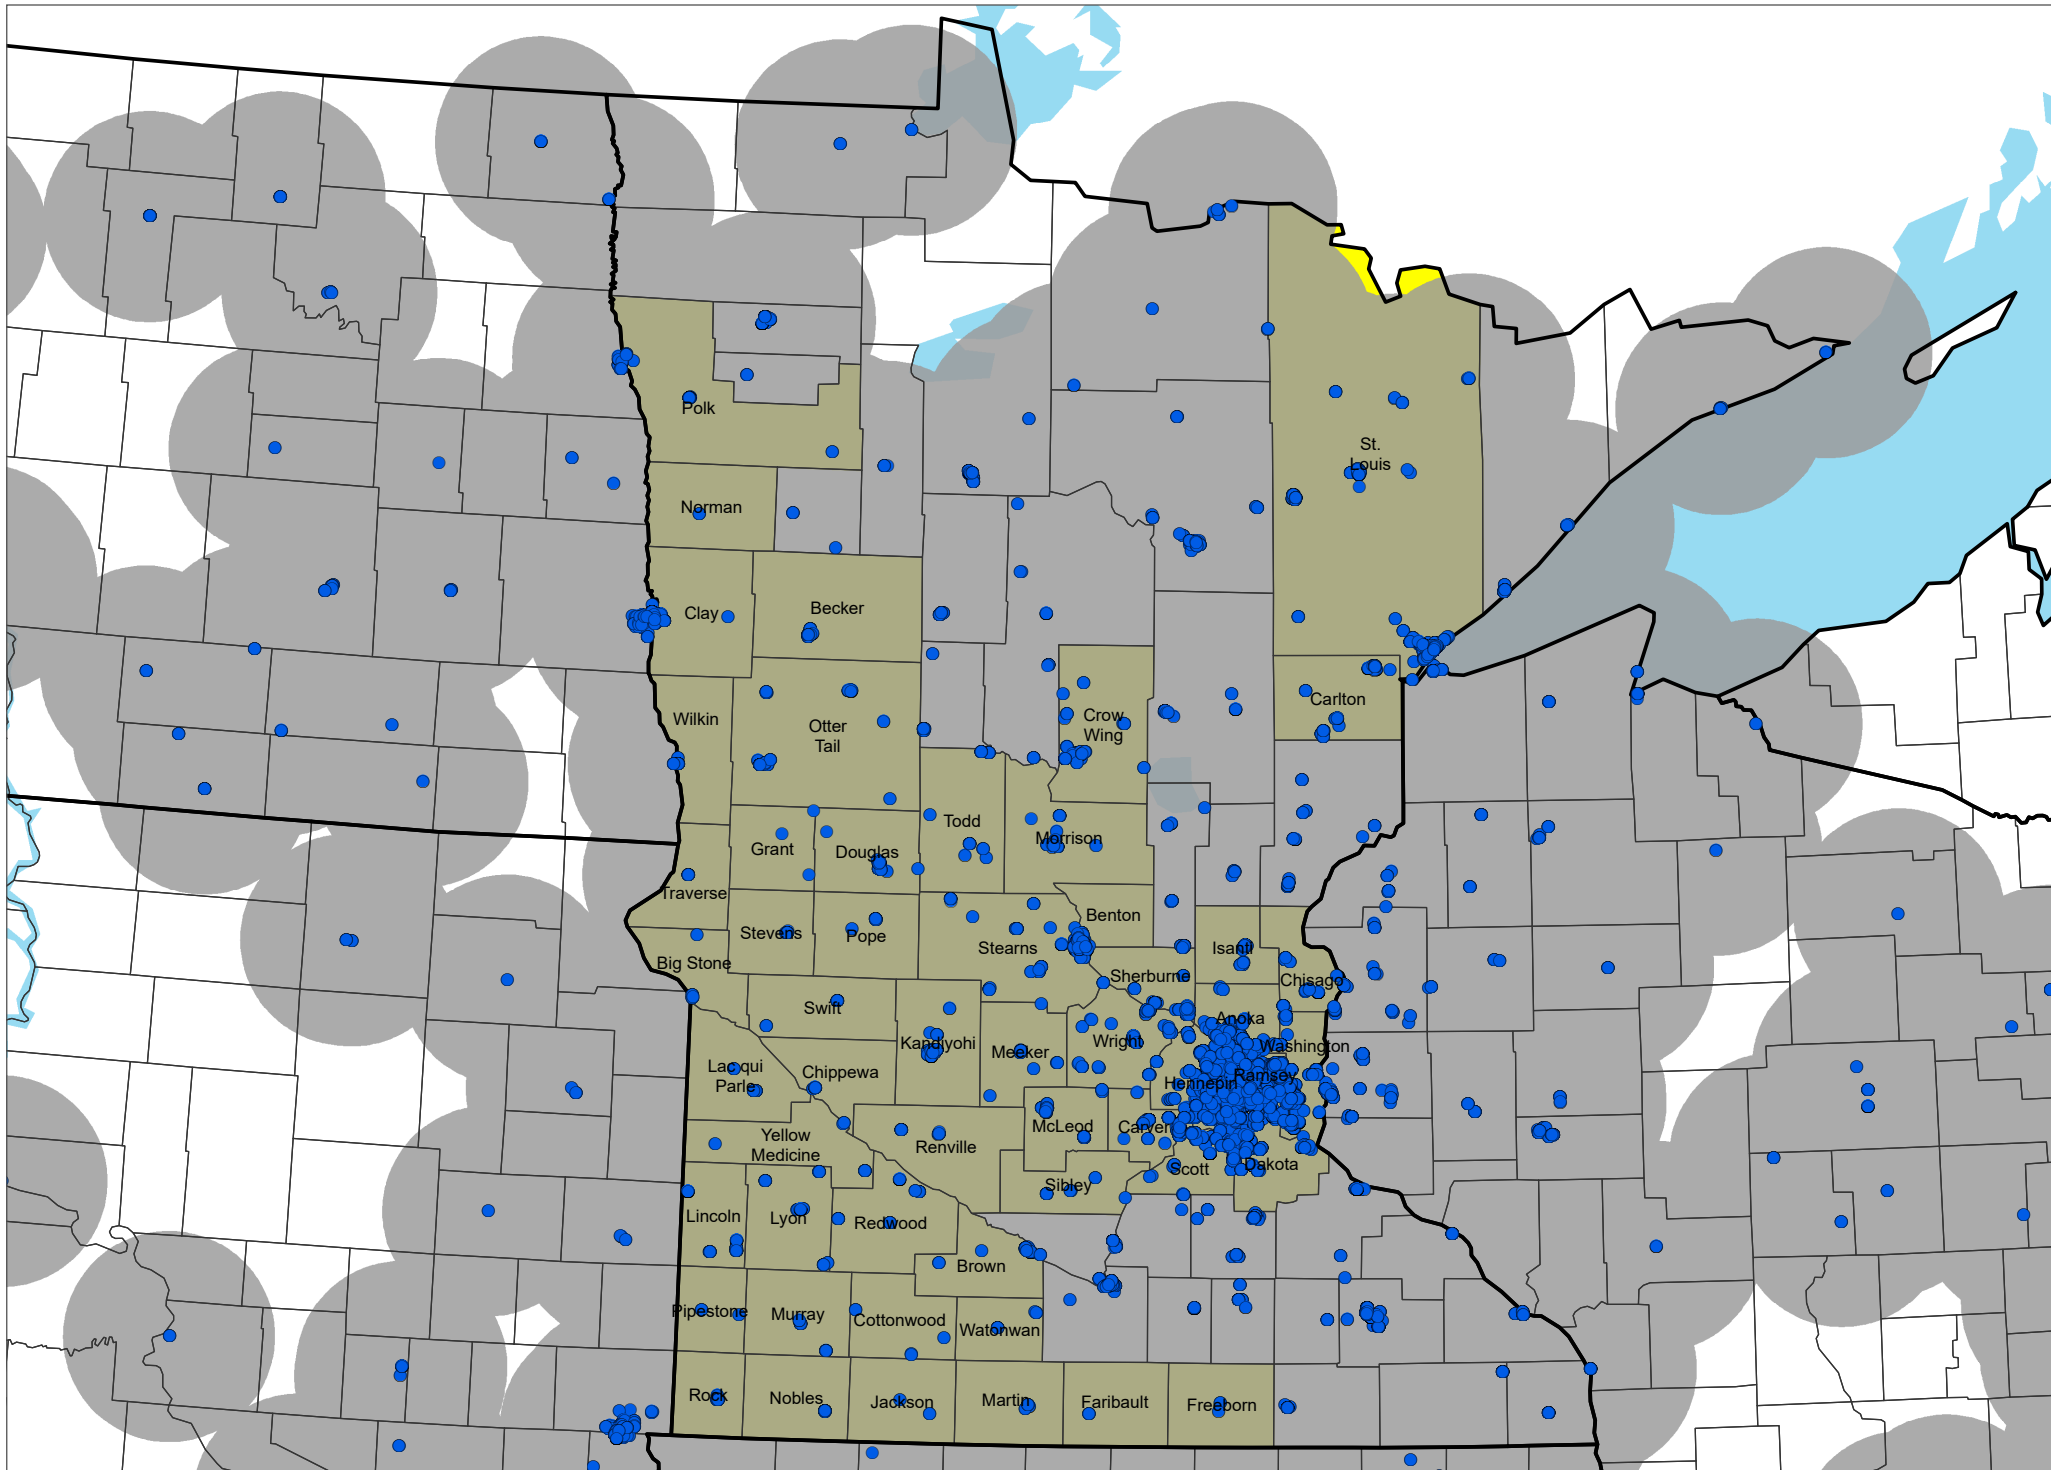 Polk
St.
Louis
Norman
Clay
Becker
Wilkin
Otter
Tail
Crow
Wing
Carlton
Todd
Morrison
Grant
Douglas
Traverse
Stevens
Pope
Benton
Stearns
Isanti
Big Stone
Sherburne
Chisago
Swift
Anoka
Kandiyohi
Meeker
Wright
Washington
Lac qui
Parle
Chippewa
Hennepin
Ramsey
McLeod
Carver
Yellow
Medicine
Renville
Scott
Dakota
Sibley
Lincoln
Lyon
Redwood
Brown
Pipestone
Murray
Cottonwood
Watonwan
Rock
Nobles
Jackson
Martin
Faribault
Freeborn